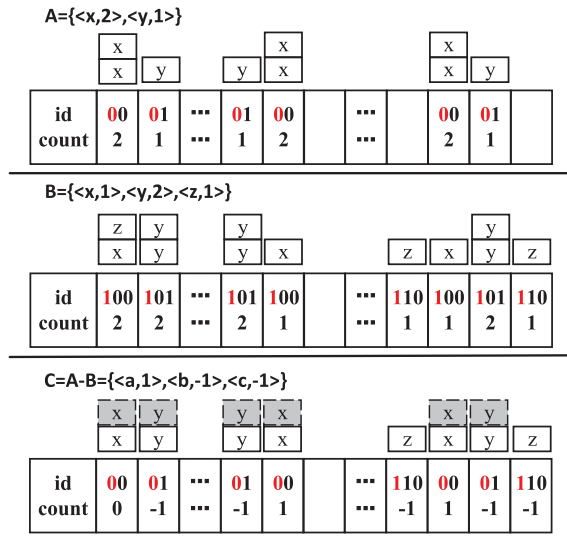 A={<x,2>,<y,1>}
x x x
x y y x x y
id 00 01 ... 01 00 ... 00 01
count 2 1 ... 1 2 ... 2 1
B={<x,1>,<y,2>,<z,1>}
z y y y
x y y x z x y z
id 100 101 ... 101 100 ... 110 100 101 110
count 2 2 ... 2 1 ... 1 1 2 1
C=A-B={<a,1>,<b,-1>,<c,-1>}
x y y x x y
x y y x z x y z
id 00 01 ... 01 00 ... 110 00 01 110
count 0 -1 ... -1 1 ... -1 1 -1 -1